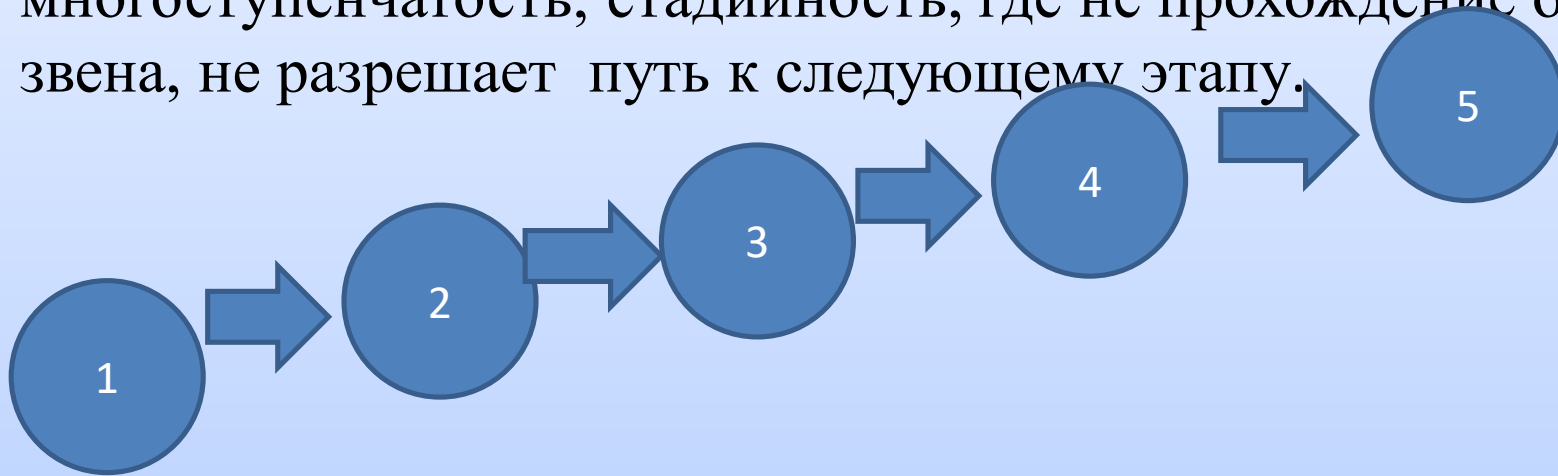 многоступенчатость, стадийность, где не прохождение
звена, не разрешает путь к следующему этапу.
5
4
3
2
1